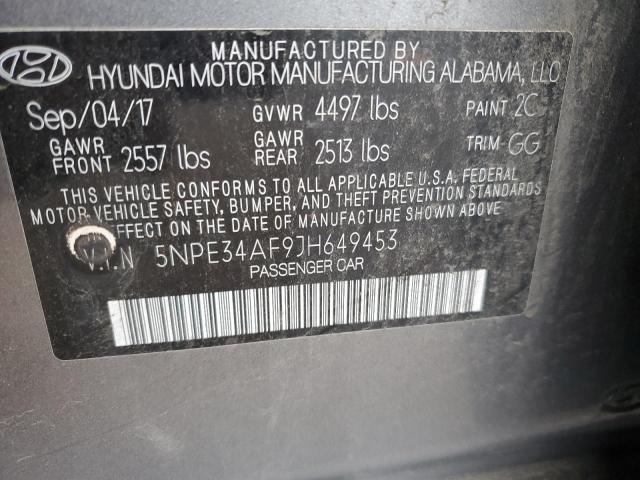 MANUFACTURED BY
HYUNDAI MOTOR MANUFACTURING ALABAMA, LLC
Sep/04/17 GVWR 4497 lbs PAINT 2C
GAWR FRONT 2557 lbs GAWR REAR 2513 lbs TRIM GG
THIS VEHICLE CONFORMS TO ALL APPLICABLE U.S.A. FEDERAL
MOTOR VEHICLE SAFETY, BUMPER, AND THEFT PREVENTION STANDARDS
EFFECT ON THE DATE OF MANUFACTURE SHOWN ABOVE.
V.I.N 5NPE34AF9JH649453
PASSENGER CAR